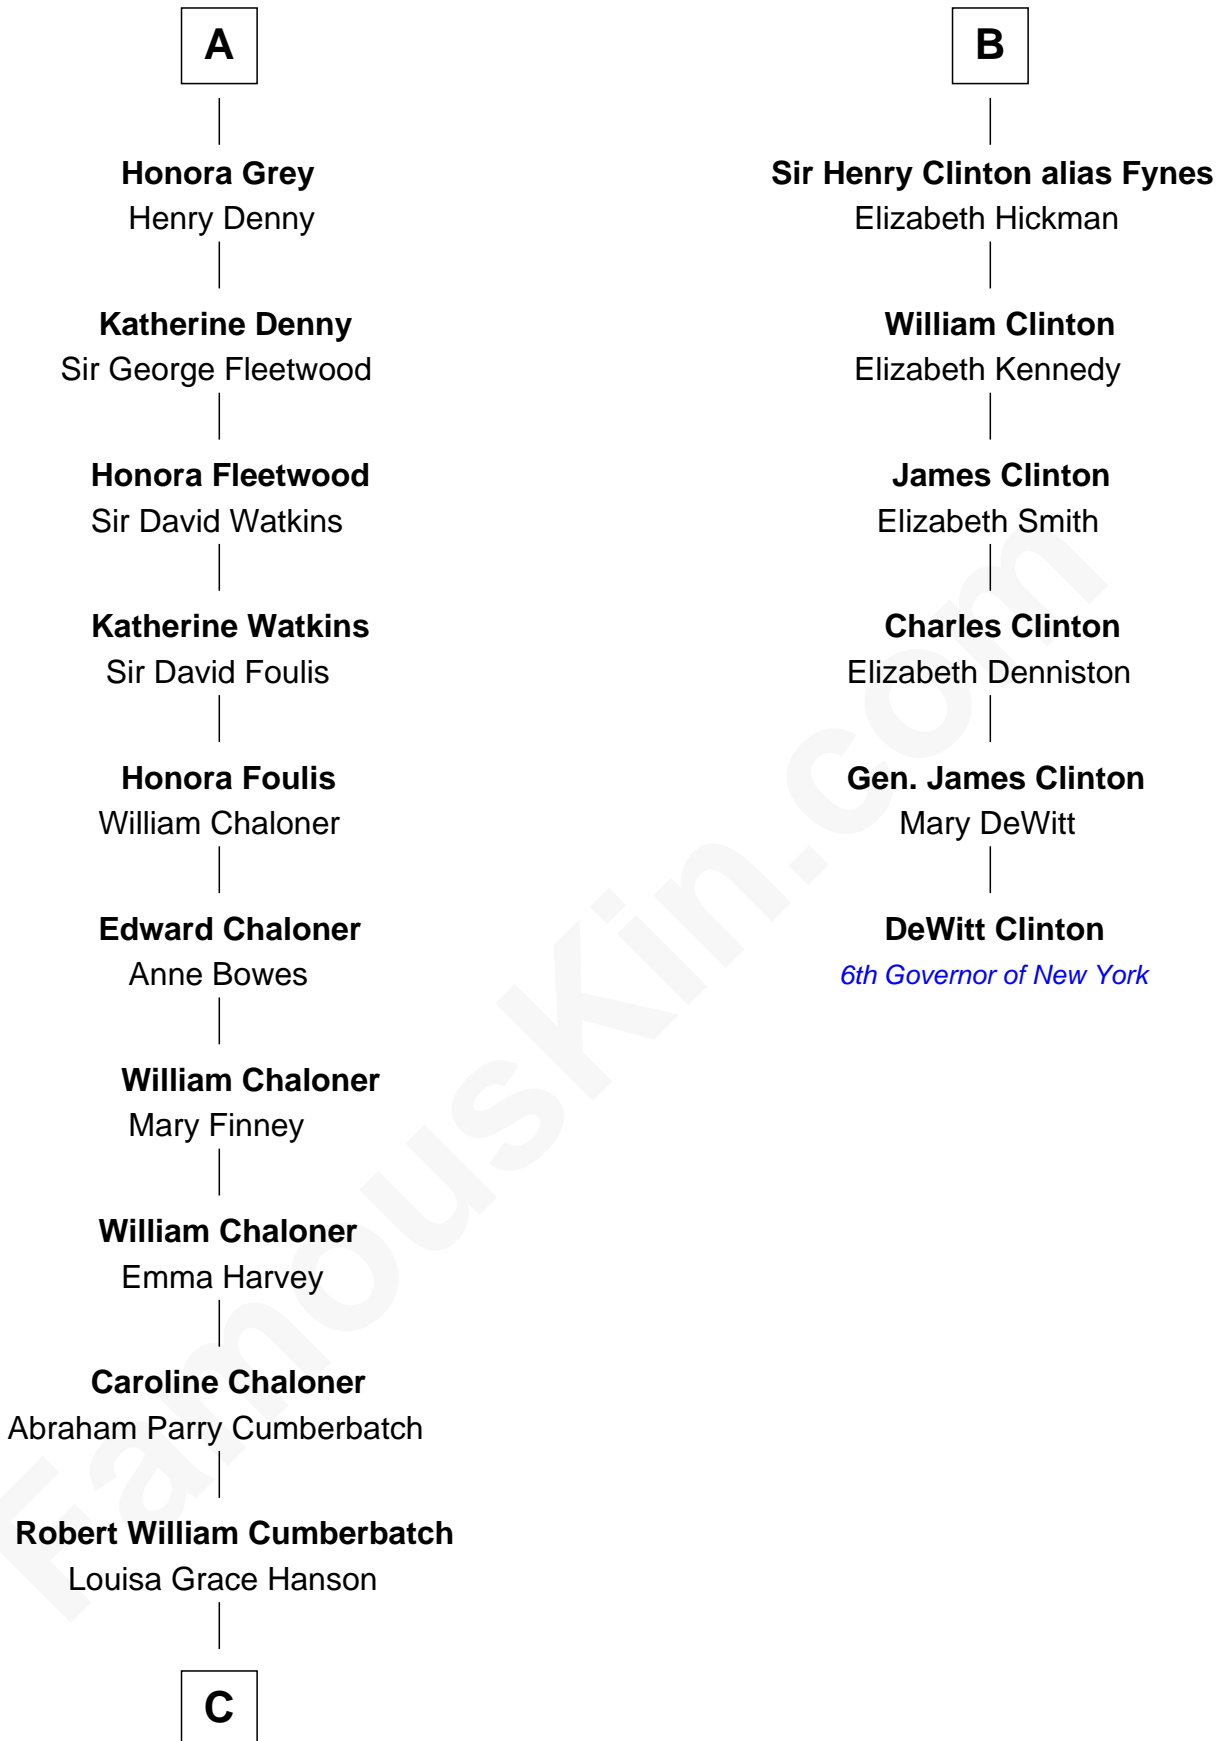 A
Honora Grey
Henry Denny
Katherine Denny
Sir George Fleetwood
Honora Fleetwood
Sir David Watkins
Katherine Watkins
Sir David Foulis
Honora Foulis
William Chaloner
Edward Chaloner
Anne Bowes
William Chaloner
Mary Finney
William Chaloner
Emma Harvey
Caroline Chaloner
Abraham Parry Cumberbatch
Robert William Cumberbatch
Louisa Grace Hanson
C
B
Sir Henry Clinton alias Fynes
Elizabeth Hickman
William Clinton
Elizabeth Kennedy
James Clinton
Elizabeth Smith
Charles Clinton
Elizabeth Denniston
Gen. James Clinton
Mary DeWitt
DeWitt Clinton
6th Governor of New York
FamousKin.com